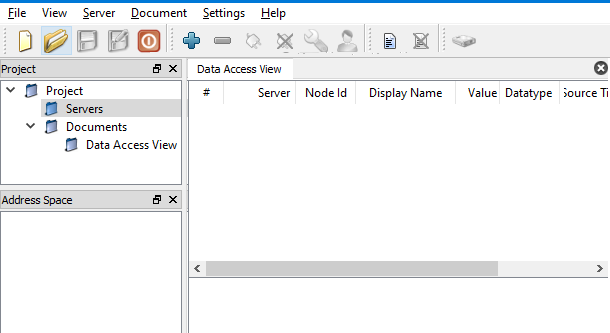 File View Server Document Settings Help
Project
Project
Servers
Documents
Data Access View
Address Space
Data Access View
# Server Node Id Display Name Value Datatype Source Ti